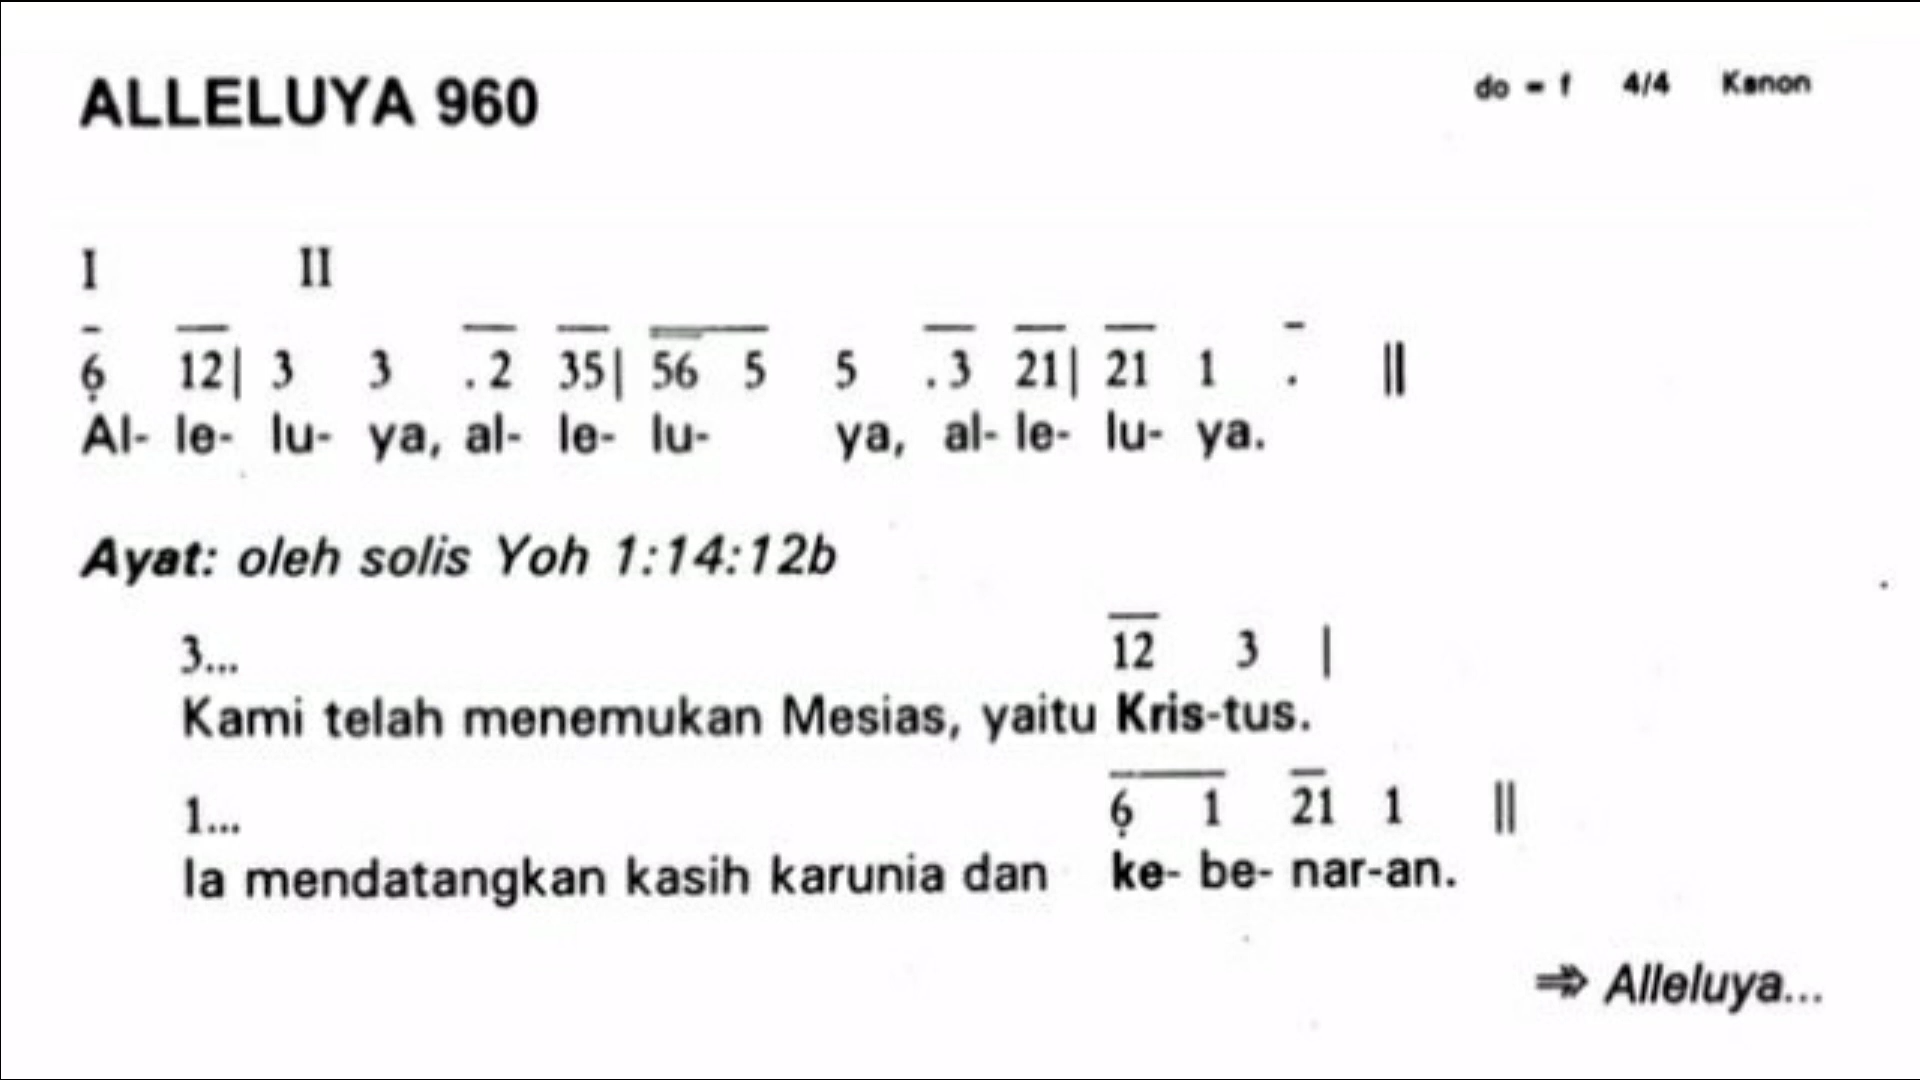 ALLELUYA 960
do = f 4/4 Kanon
I II
6̣ 12| 3 3 .2 35| 56 5 5 .3 21| 21 1 . ||
Al- le- lu- ya, al- le- lu- ya, al- le- lu- ya.
Ayat: oleh solis Yoh 1:14:12b
3... 12 3 |
Kami telah menemukan Mesias, yaitu Kris-tus.
1... 6̣ 1 21 1 ||
Ia mendatangkan kasih karunia dan ke- be- nar-an.
⇒ Alleluya...